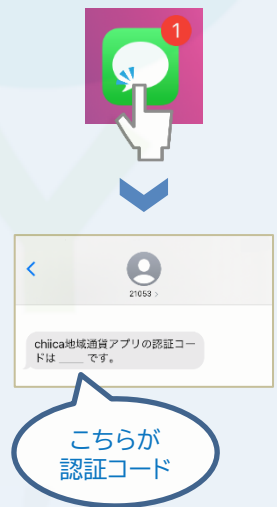 1
21053 >
chiica地域通貨アプリの認証コー
ドは ____ です。
こちらが
認証コード